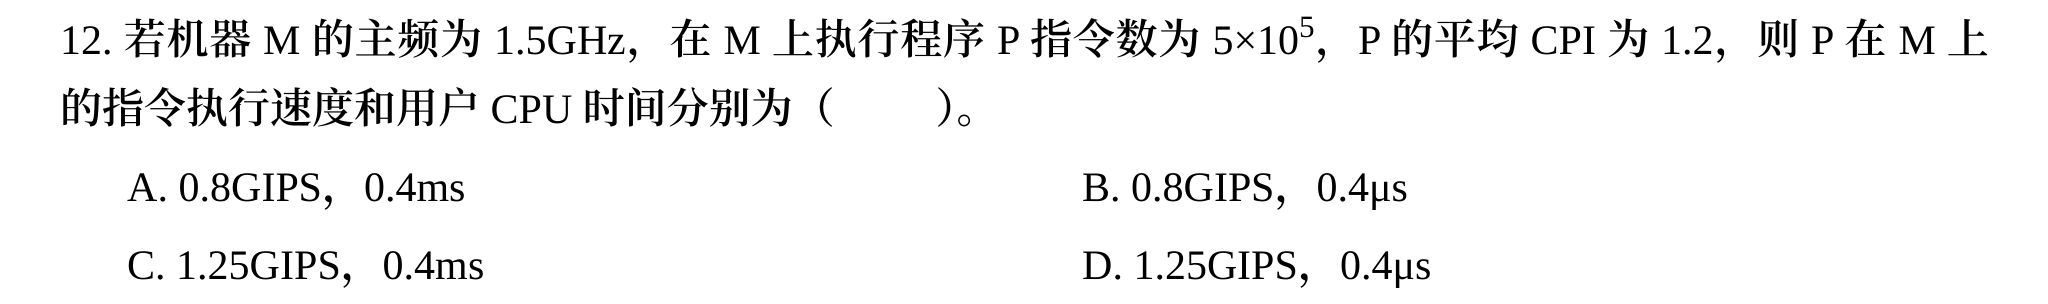 12. 若机器 M 的主频为 1.5GHz，在 M 上执行程序 P 指令数为 5×10⁵，P 的平均 CPI 为 1.2，则 P 在 M 上
的指令执行速度和用户 CPU 时间分别为（　　）。
A. 0.8GIPS，0.4ms　　B. 0.8GIPS，0.4μs
C. 1.25GIPS，0.4ms　　D. 1.25GIPS，0.4μs